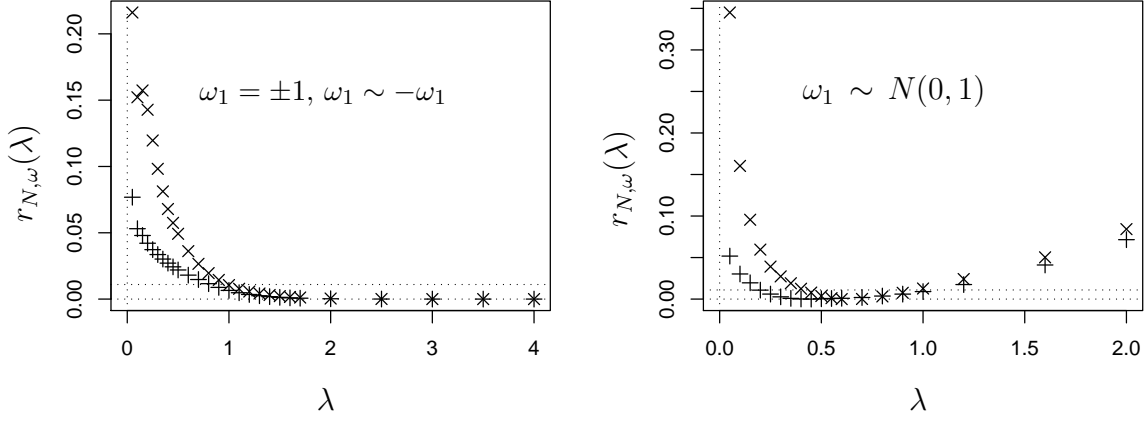 r_{N,ω}(λ)
0.00 0.05 0.10 0.15 0.20
ω₁ = ±1, ω₁ ∼ −ω₁
0 1 2 3 4
λ
r_{N,ω}(λ)
0.00 0.10 0.20 0.30
ω₁ ∼ N(0, 1)
0.0 0.5 1.0 1.5 2.0
λ